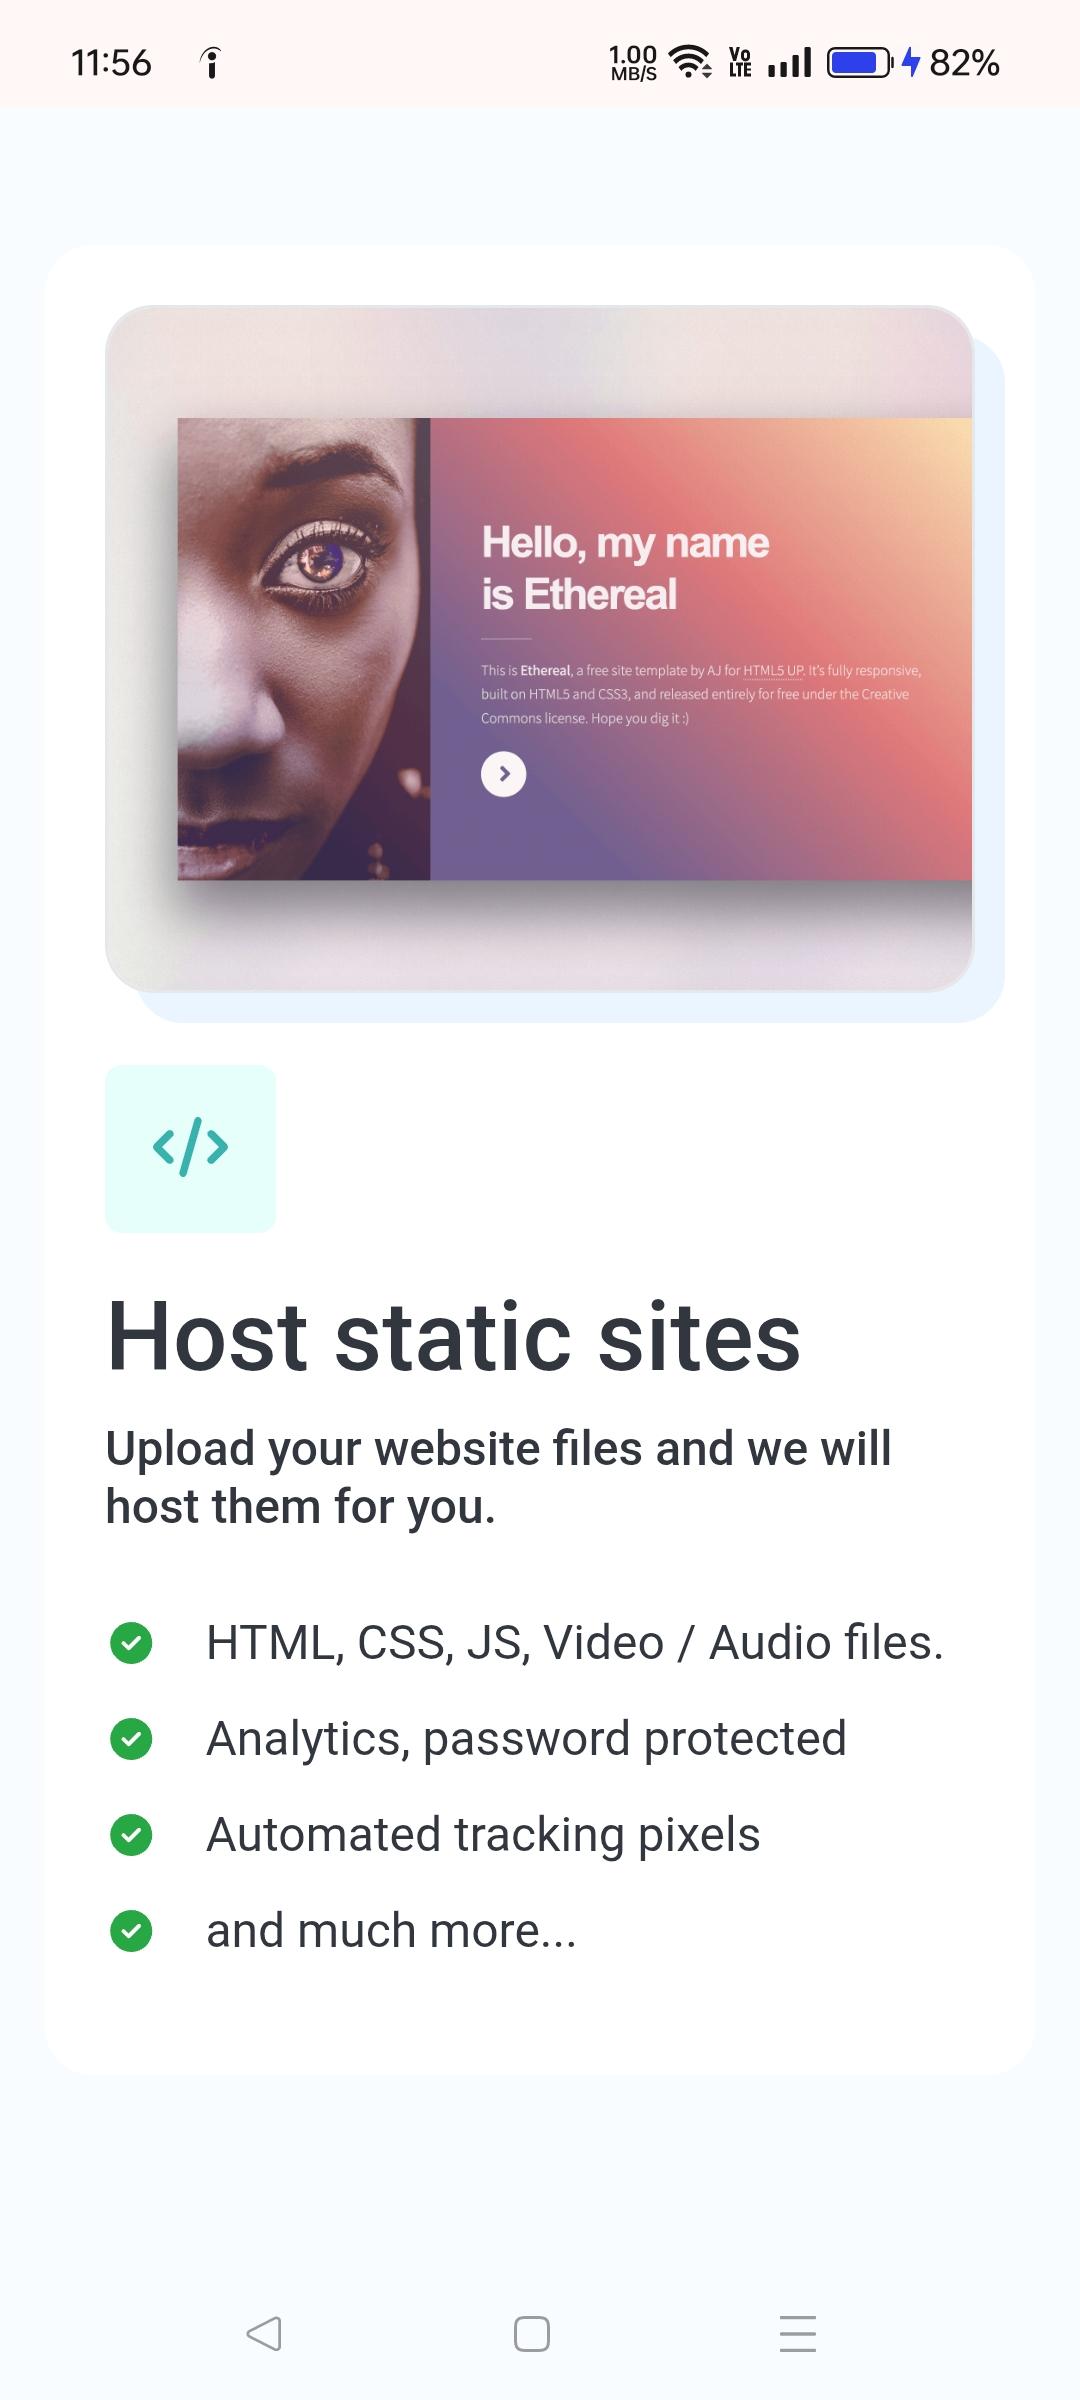 11:56
1.00
MB/S
Vo
LTE
82%
Hello, my name
is Ethereal
This is Ethereal, a free site template by AJ for HTML5 UP. It's fully responsive,
built on HTML5 and CSS3, and released entirely for free under the Creative
Commons license. Hope you dig it :)
</>
Host static sites
Upload your website files and we will
host them for you.
HTML, CSS, JS, Video / Audio files.
Analytics, password protected
Automated tracking pixels
and much more...